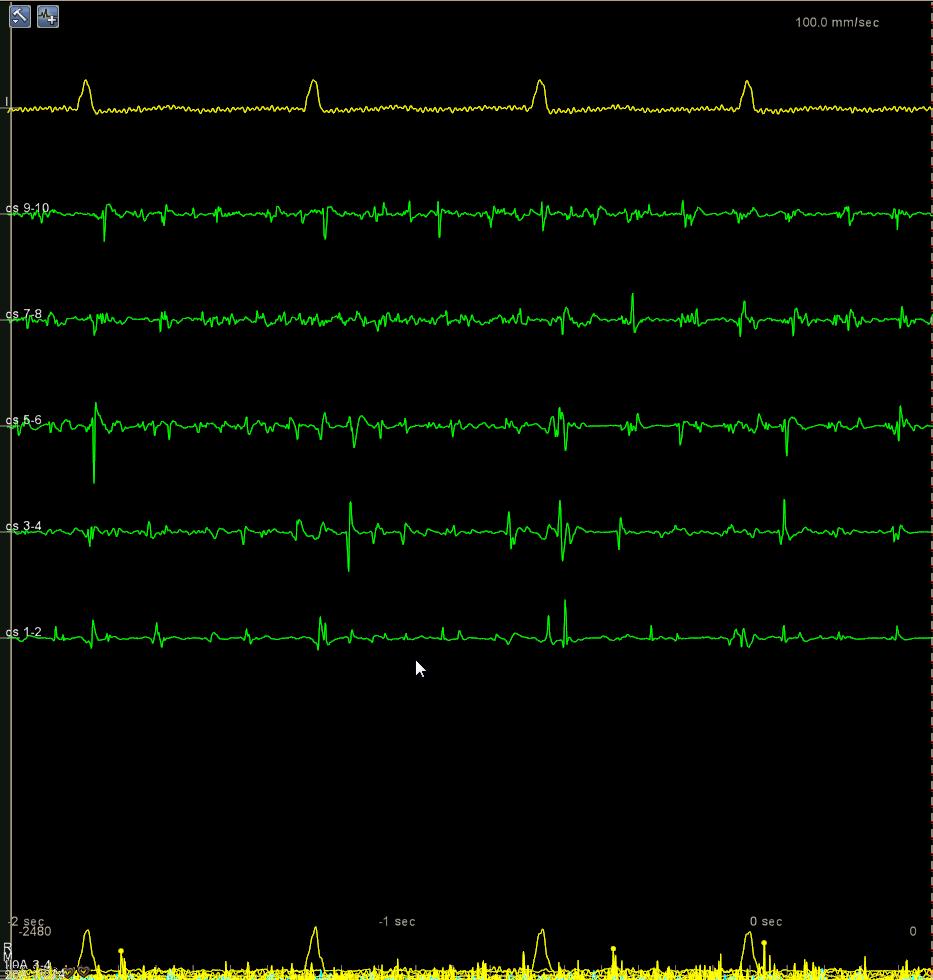 100.0 mm/sec
I
cs 9-10
cs 7-8
cs 5-6
cs 3-4
cs 1-2
-2 sec
-1 sec
0 sec
-2480
0